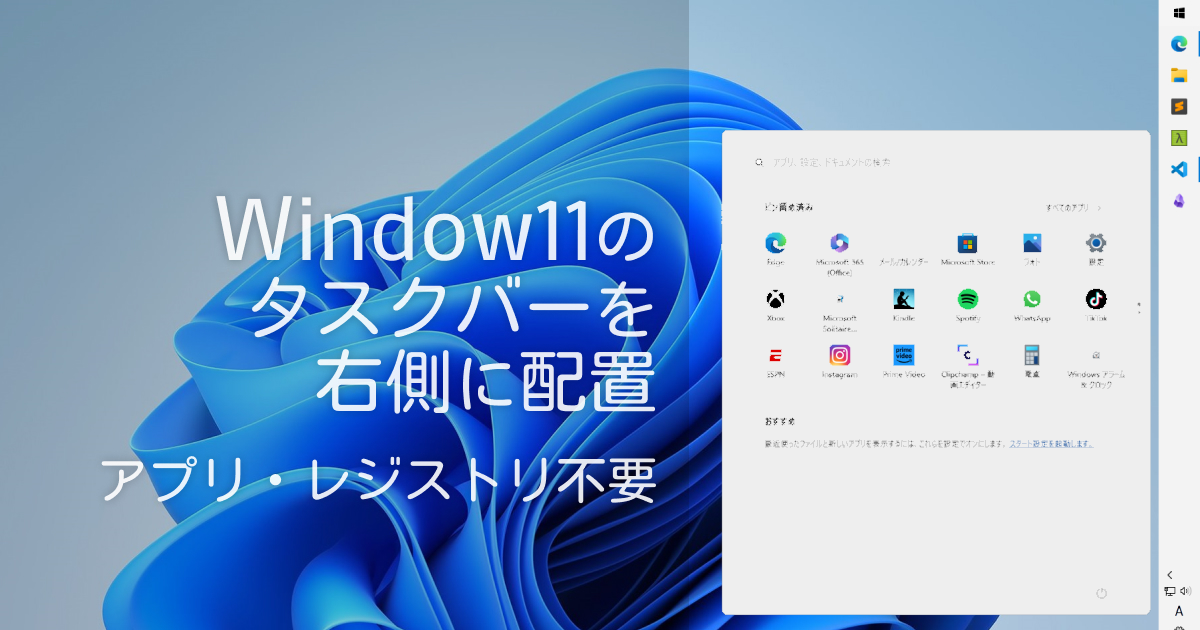 Window11の
タスクバーを
右側に配置
アプリ・レジストリ不要
アプリ、設定、ドキュメントの検索
ピン留め済み
すべてのアプリ
Edge
Microsoft 365
(Office)
メール/カレンダー
Microsoft Store
フォト
設定
Xbox
Microsoft
Solitaire...
Kindle
Spotify
WhatsApp
TikTok
ESPN
Instagram
prime
video
Prime Video
Clipchamp – 動
画エディター
電卓
Windows アラーム
& クロック
おすすめ
最近使ったファイルと新しいアプリを表示するには、これらを設定でオンにします。 スタート設定を起動します。
A